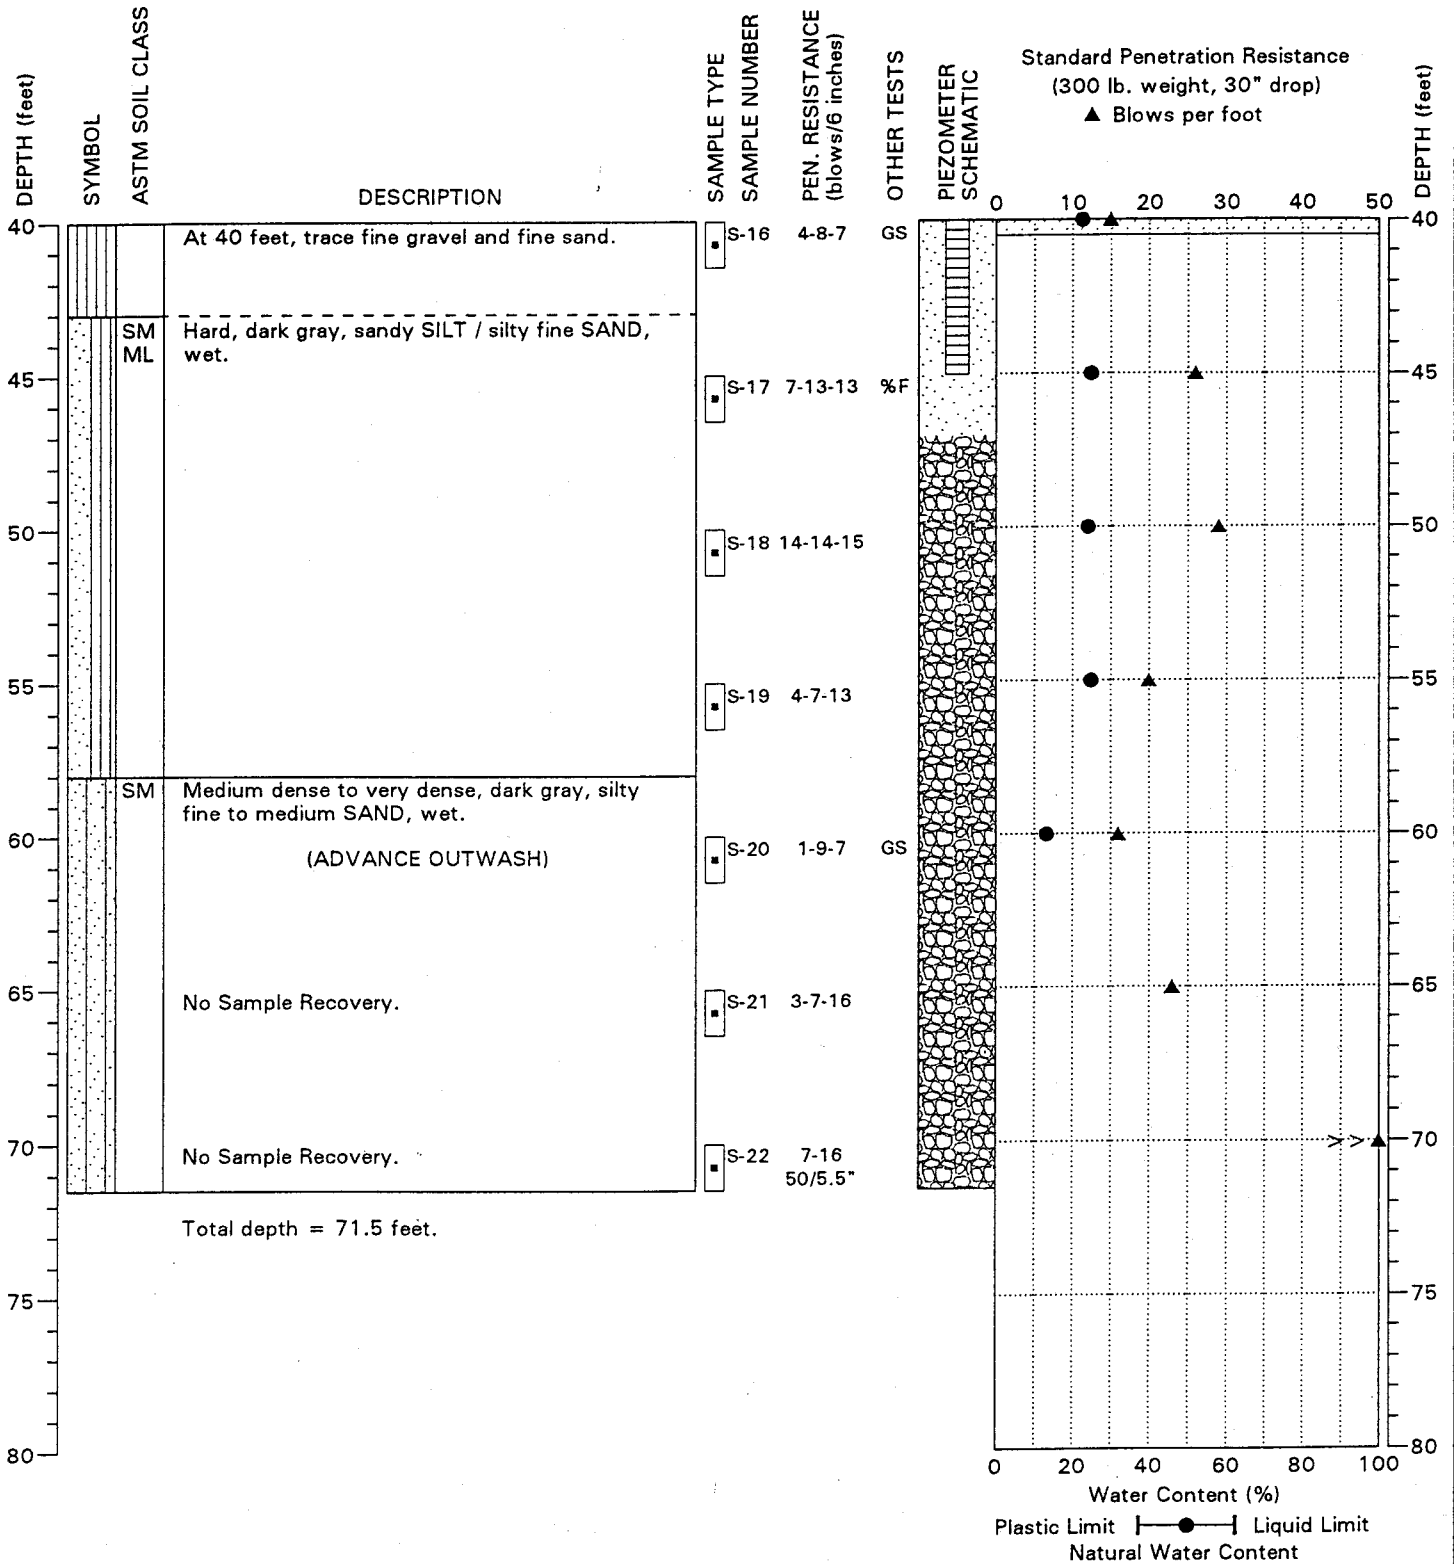 DEPTH (feet)
SYMBOL
ASTM SOIL CLASS
DESCRIPTION
SAMPLE TYPE
SAMPLE NUMBER
PEN. RESISTANCE
(blows/6 inches)
OTHER TESTS
PIEZOMETER
SCHEMATIC
Standard Penetration Resistance
(300 lb. weight, 30" drop)
▲ Blows per foot
DEPTH (feet)
0 10 20 30 40 50
40 At 40 feet, trace fine gravel and fine sand. S-16 4-8-7 GS 40
SM Hard, dark gray, sandy SILT / silty fine SAND,
ML wet.
45 S-17 7-13-13 %F 45
50 S-18 14-14-15 50
55 S-19 4-7-13 55
SM Medium dense to very dense, dark gray, silty
fine to medium SAND, wet.
60 (ADVANCE OUTWASH) S-20 1-9-7 GS 60
65 No Sample Recovery. S-21 3-7-16 65
70 No Sample Recovery. S-22 7-16 >> 70
50/5.5"
Total depth = 71.5 feet.
75 75
80 80
0 20 40 60 80 100
Water Content (%)
Plastic Limit Liquid Limit
Natural Water Content